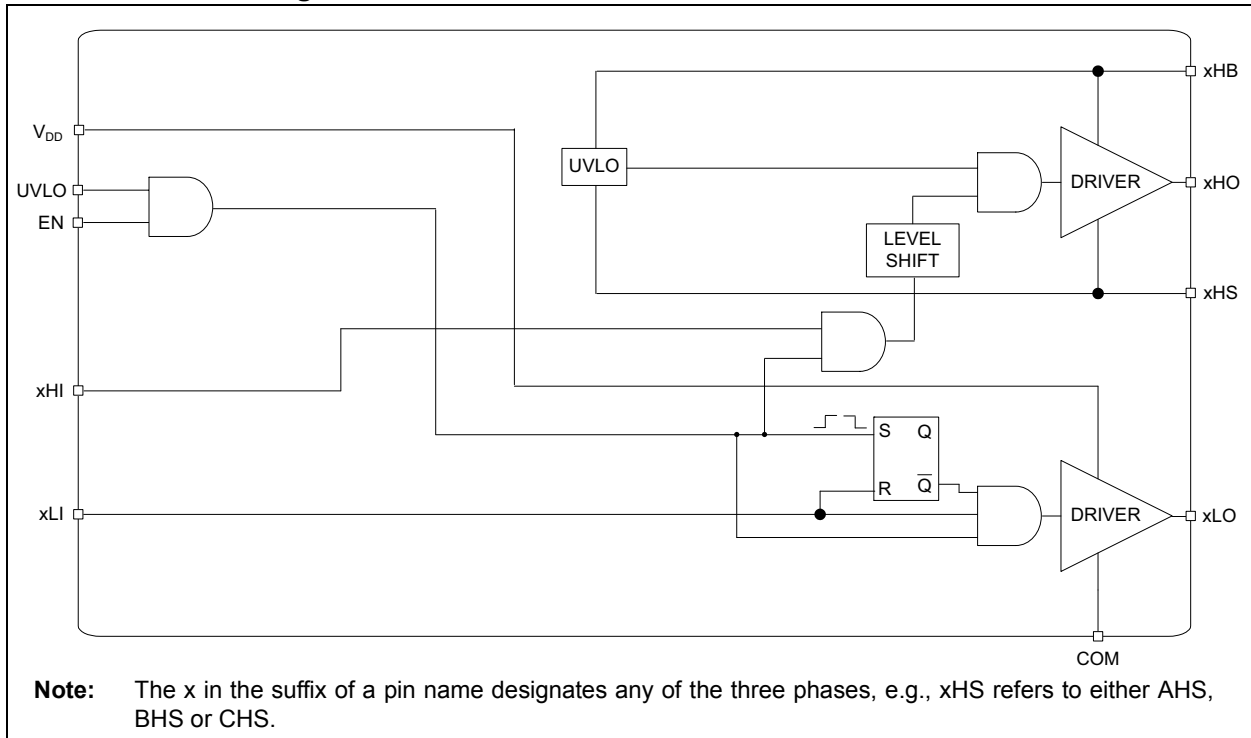 xHB
V_DD
UVLO
UVLO
DRIVER
xHO
EN
LEVEL
SHIFT
xHS
xHI
S Q
R Q̅
xLI
DRIVER
xLO
COM
Note: The x in the suffix of a pin name designates any of the three phases, e.g., xHS refers to either AHS,
BHS or CHS.